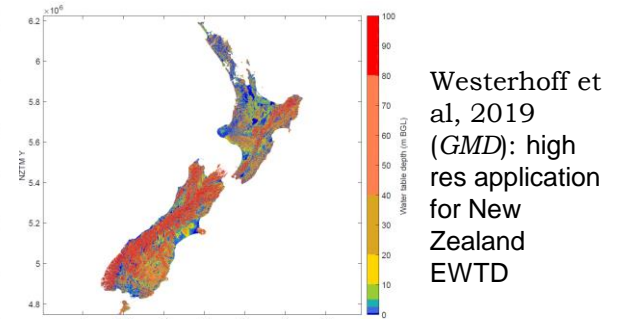 ×10⁶
6.2
5.8
5.6
5.4
5.2
5
4.8
NZTM Y
100
90
80
70
60
50
40
30
20
10
0
Water table depth (m BGL)
Westerhoff et
al, 2019
(GMD): high
res application
for New
Zealand
EWTD